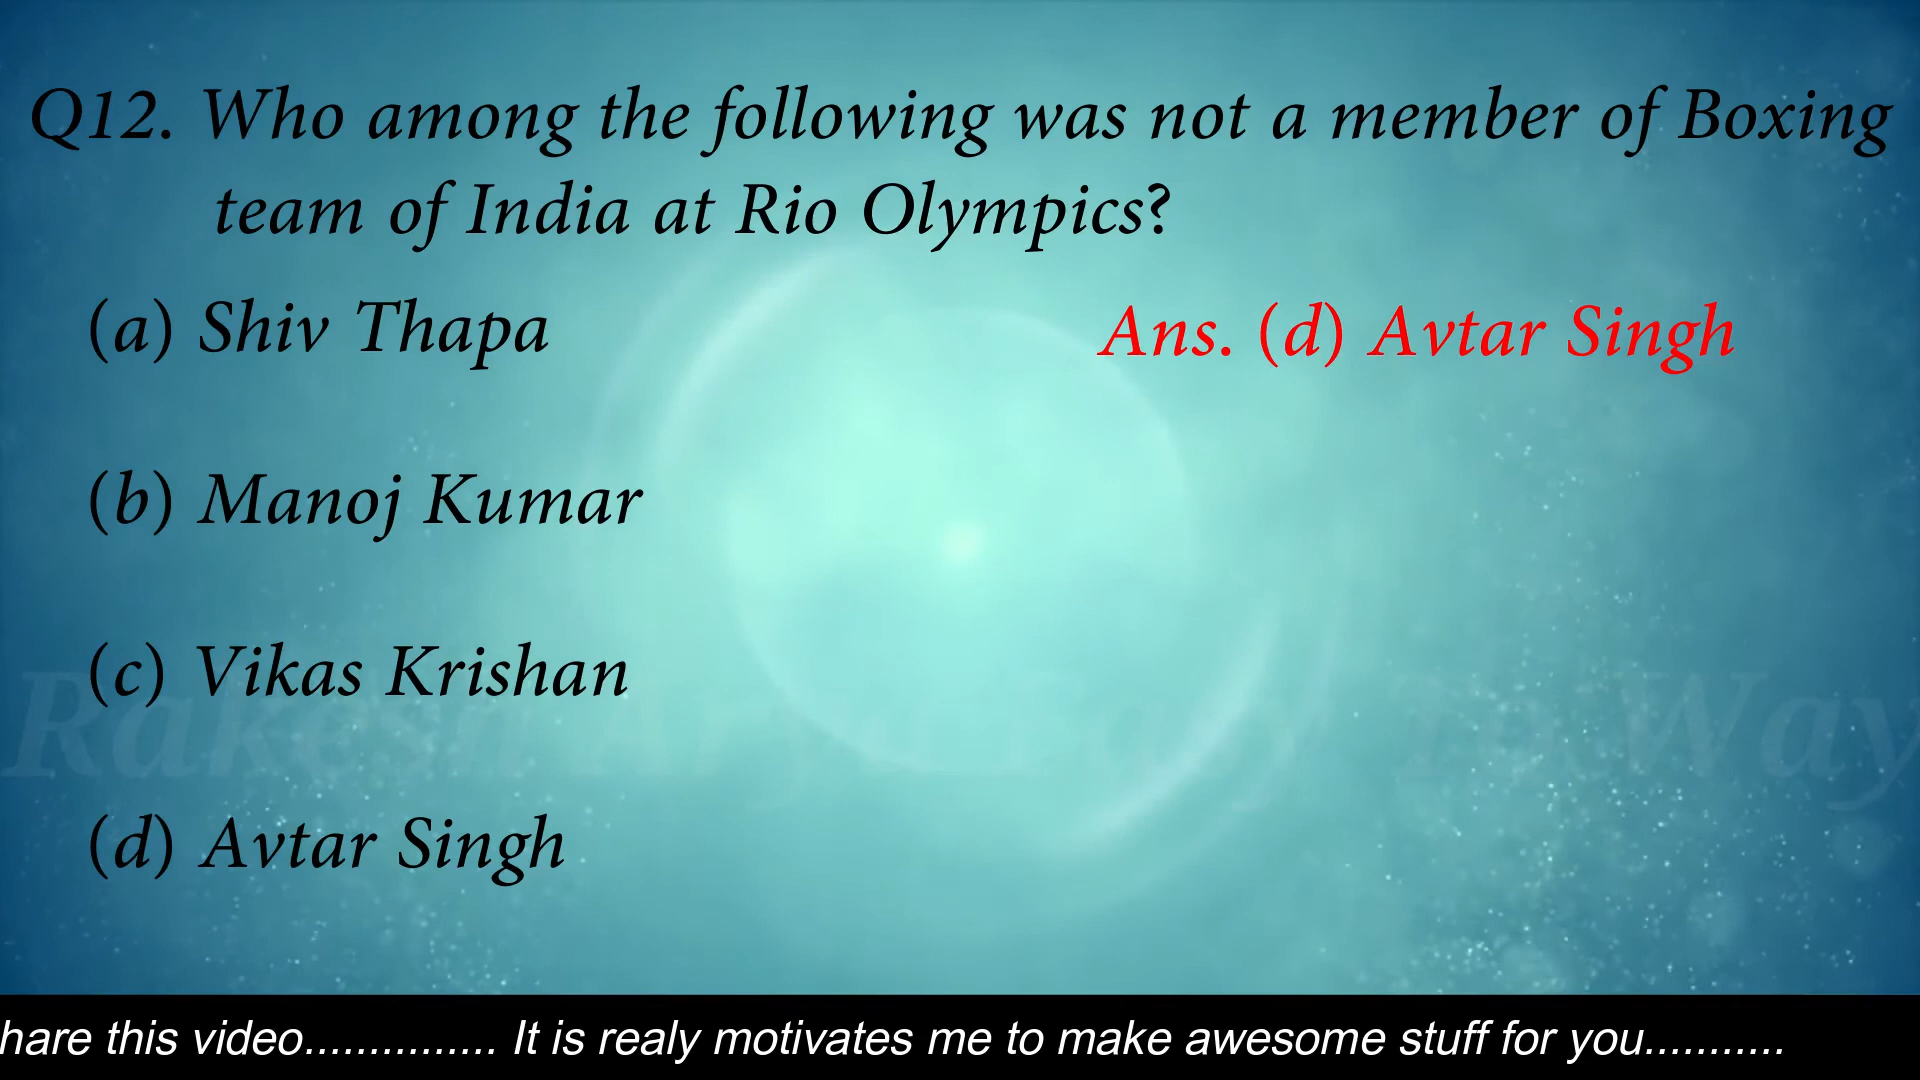 Q12. Who among the following was not a member of Boxing
team of India at Rio Olympics?
(a) Shiv Thapa
Ans. (d) Avtar Singh
(b) Manoj Kumar
(c) Vikas Krishan
(d) Avtar Singh
hare this video............... It is realy motivates me to make awesome stuff for you...........